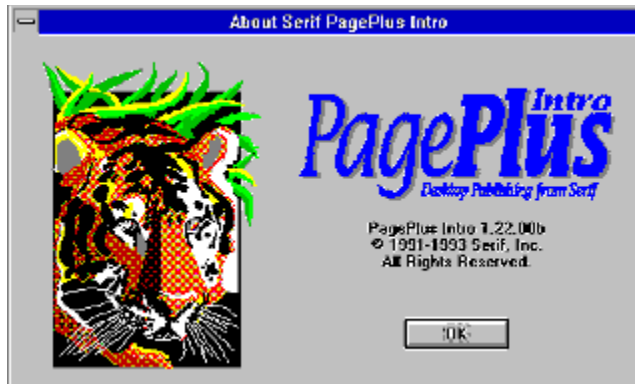 About Serif PagePlus Intro
Intro
PagePlus
Desktop Publishing from Serif
PagePlus Intro 1.22.00b
© 1991-1993 Serif, Inc.
All Rights Reserved.
OK